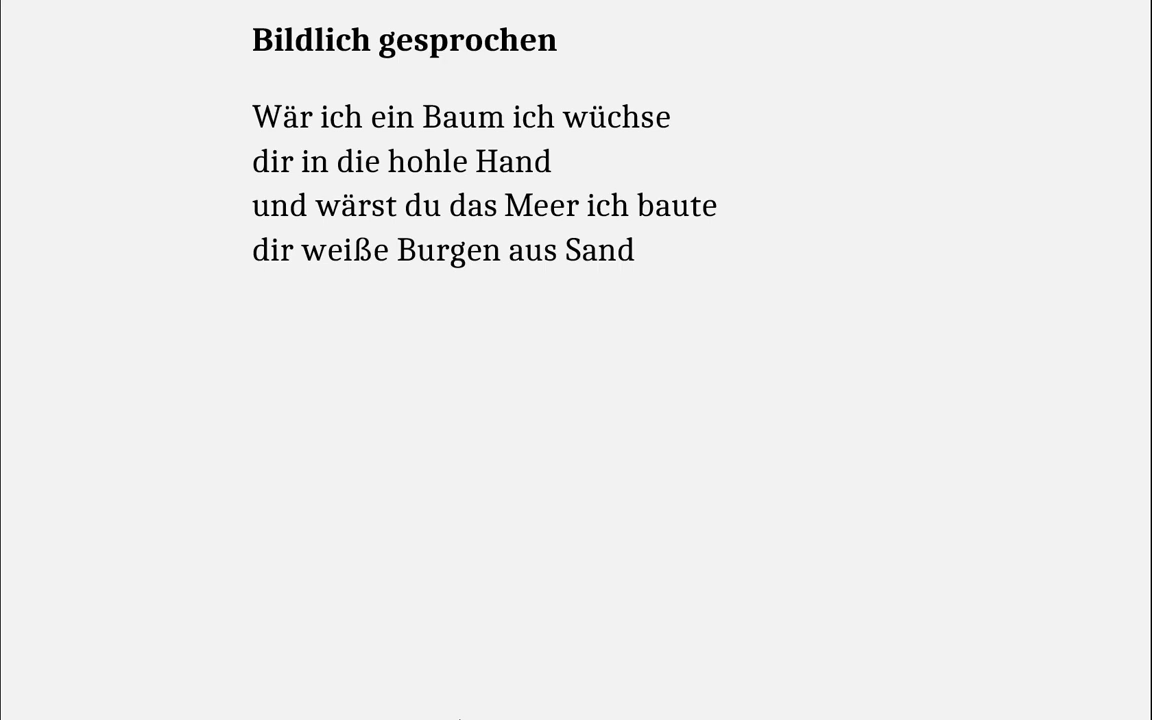 Bildlich gesprochen
Wär ich ein Baum ich wüchse
dir in die hohle Hand
und wärst du das Meer ich baute
dir weiße Burgen aus Sand